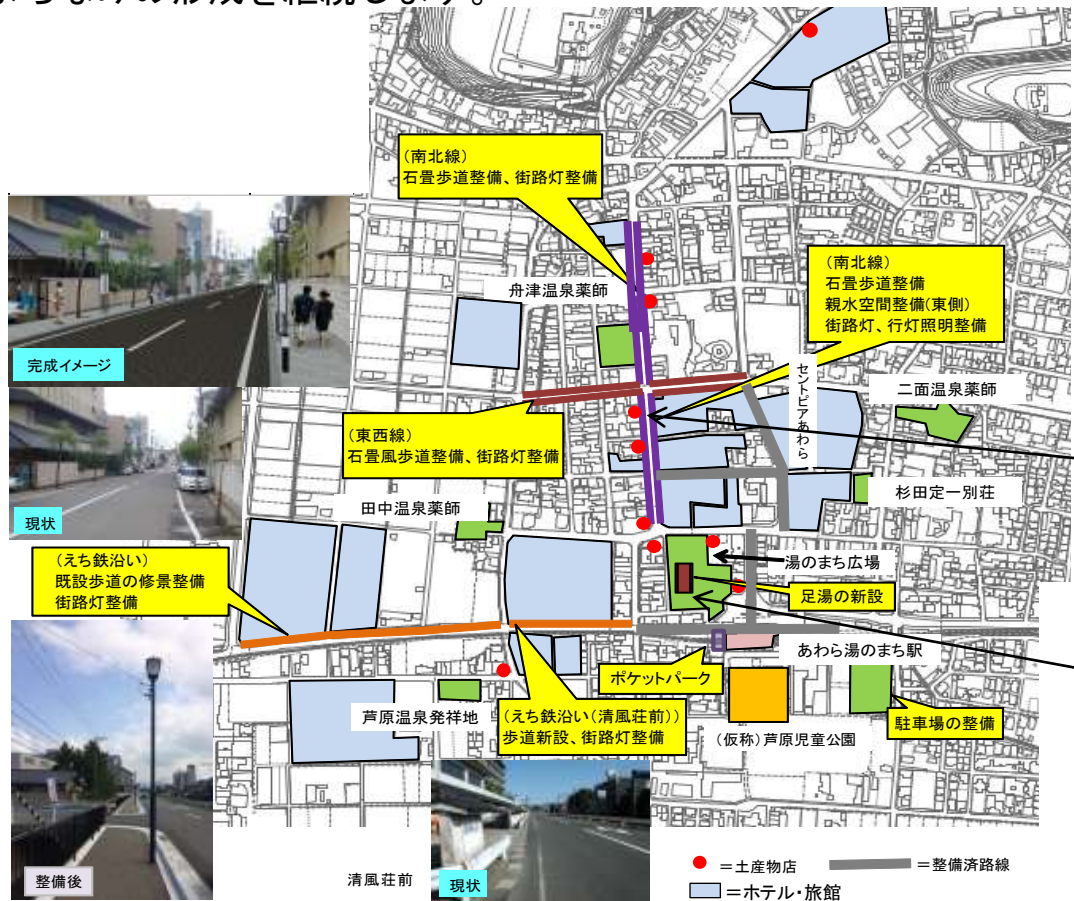 の形成を継続します。
(南北線)
石畳歩道整備、街路灯整備
(南北線)
石畳歩道整備
親水空間整備(東側)
街路灯、行灯照明整備
舟津温泉薬師
完成イメージ
セントピアあわら
二面温泉薬師
(東西線)
石畳風歩道整備、街路灯整備
田中温泉薬師
杉田定一別荘
現状
(えち鉄沿い)
既設歩道の修景整備
街路灯整備
湯のまち広場
足湯の新設
あわら湯のまち駅
ポケットパーク
芦原温泉発祥地
(えち鉄沿い(清風荘前))
歩道新設、街路灯整備
(仮称)芦原児童公園
駐車場の整備
整備後
清風荘前
現状
=土産物店
=整備済路線
=ホテル・旅館